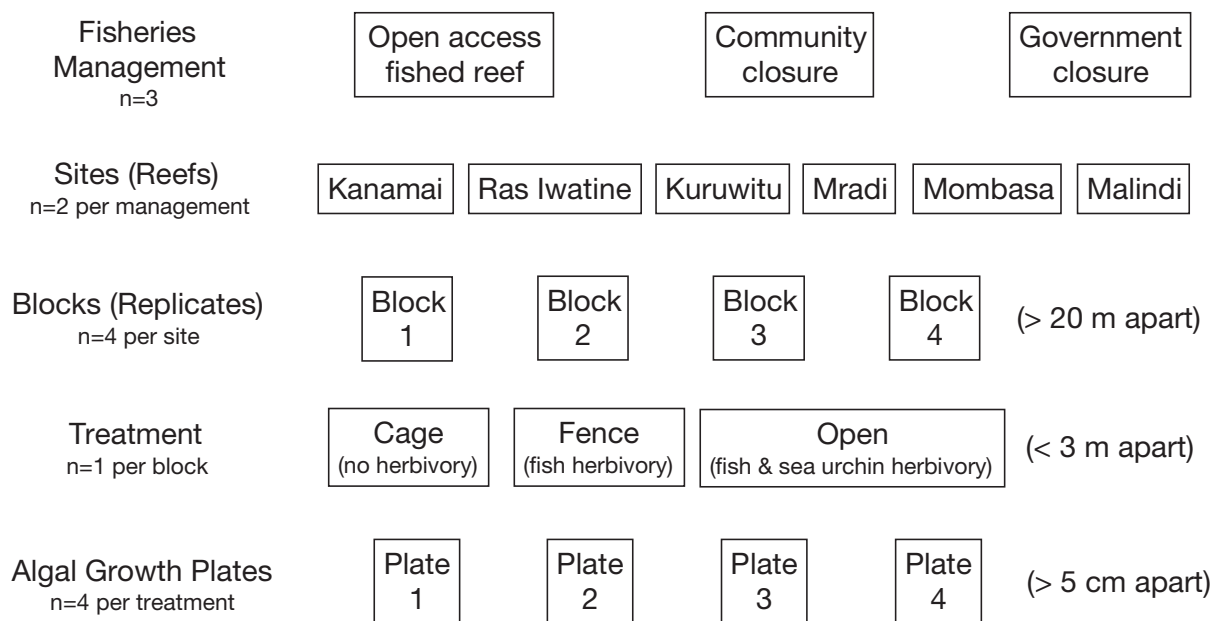 Fisheries
Management
n=3
Open access
fished reef
Community
closure
Government
closure
Sites (Reefs)
n=2 per management
Kanamai
Ras Iwatine
Kuruwitu
Mradi
Mombasa
Malindi
Blocks (Replicates)
n=4 per site
Block
1
Block
2
Block
3
Block
4
(> 20 m apart)
Treatment
n=1 per block
Cage
(no herbivory)
Fence
(fish herbivory)
Open
(fish & sea urchin herbivory)
(< 3 m apart)
Algal Growth Plates
n=4 per treatment
Plate
1
Plate
2
Plate
3
Plate
4
(> 5 cm apart)